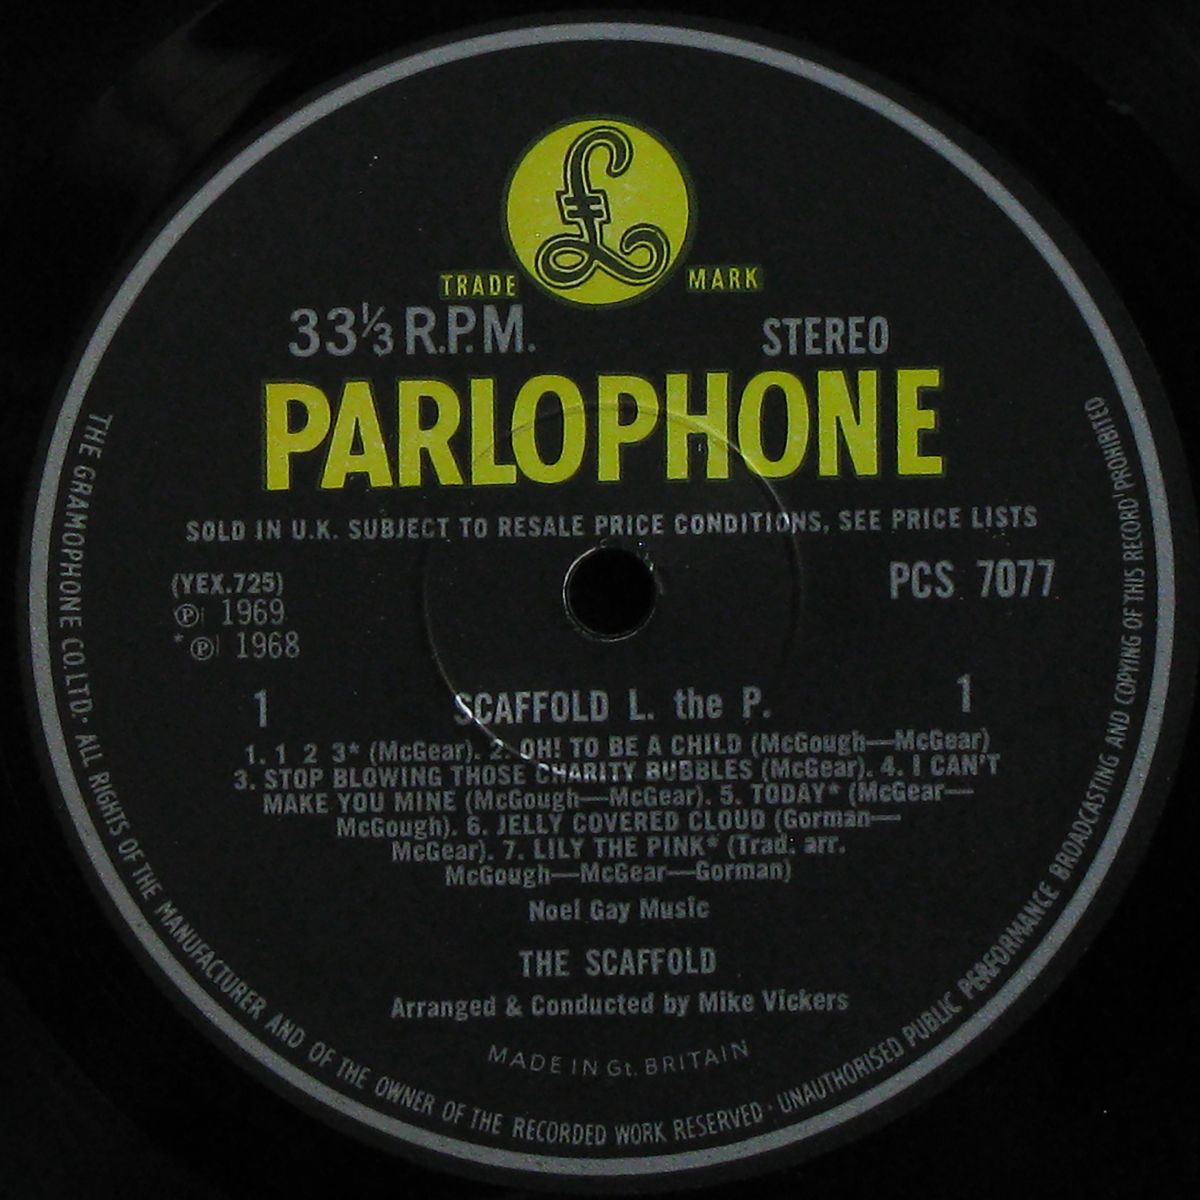 TRADE MARK
33⅓ R.P.M. STEREO
PARLOPHONE
SOLD IN U.K. SUBJECT TO RESALE PRICE CONDITIONS, SEE PRICE LISTS
(YEX.725)
PCS 7077
Ⓟ 1969
* Ⓟ 1968
1 SCAFFOLD L. the P. 1
1. 1 2 3* (McGear). 2. OH! TO BE A CHILD (McGough—McGear)
3. STOP BLOWING THOSE CHARITY BUBBLES (McGear). 4. I CAN'T
MAKE YOU MINE (McGough—McGear). 5. TODAY* (McGear—
McGough). 6. JELLY COVERED CLOUD (Gorman—
McGear). 7. LILY THE PINK* (Trad. arr.
McGough—McGear—Gorman)
Noel Gay Music
THE SCAFFOLD
Arranged & Conducted by Mike Vickers
MADE IN Gt. BRITAIN
THE GRAMOPHONE CO. LTD. · ALL RIGHTS OF THE MANUFACTURER AND OF THE OWNER OF THE RECORDED WORK RESERVED · UNAUTHORISED PUBLIC PERFORMANCE BROADCASTING AND COPYING OF THIS RECORD PROHIBITED